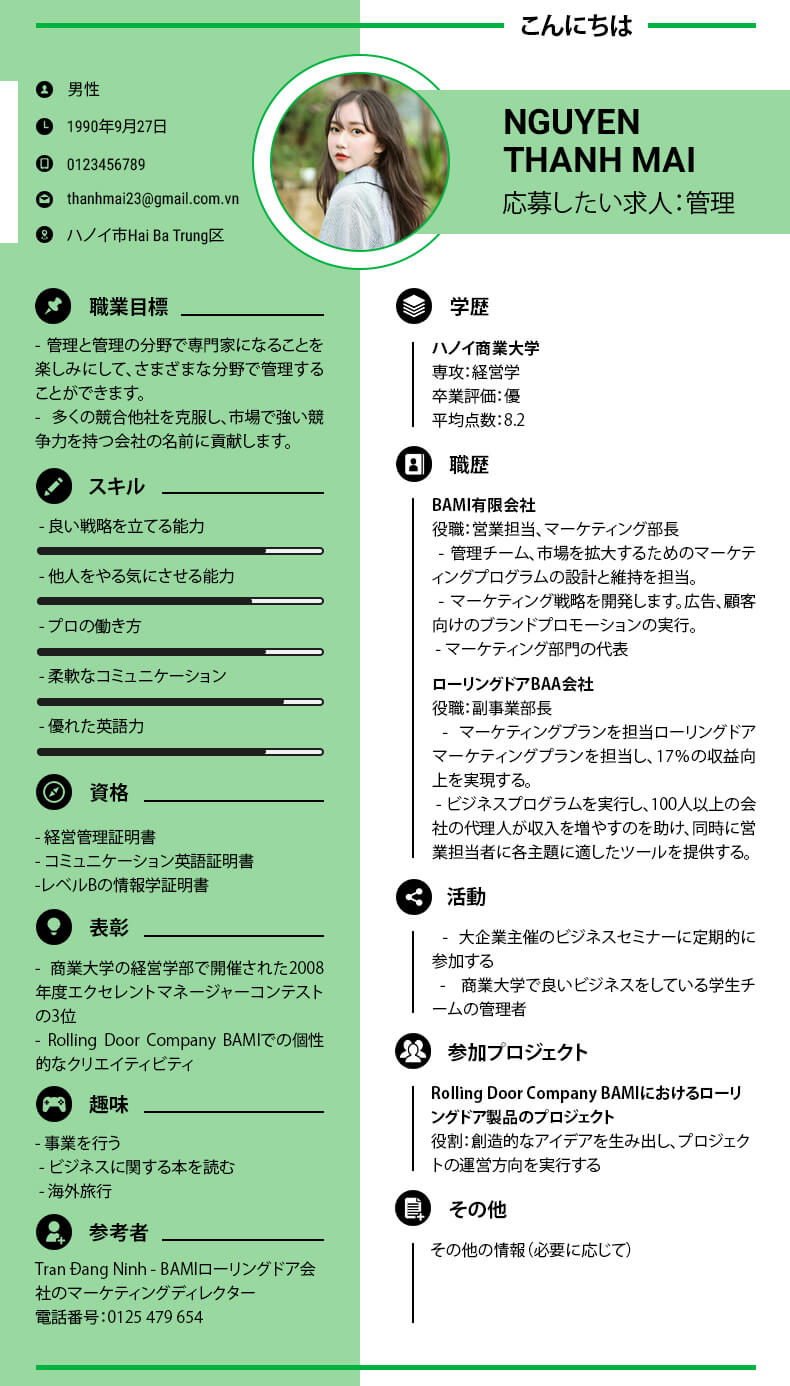 こんにちは
男性
1990年9月27日
0123456789
thanhmai23@gmail.com.vn
ハノイ市Hai Ba Trung区
NGUYEN
THANH MAI
応募したい求人：管理
職業目標
- 管理と管理の分野で専門家になることを
楽しみにして、さまざまな分野で管理する
ことができます。
- 多くの競合他社を克服し、市場で強い競
争力を持つ会社の名前に貢献します。
スキル
- 良い戦略を立てる能力
- 他人をやる気にさせる能力
- プロの働き方
- 柔軟なコミュニケーション
- 優れた英語力
資格
- 経営管理証明書
- コミュニケーション英語証明書
-レベルBの情報学証明書
表彰
- 商業大学の経営学部で開催された2008
年度エクセレントマネージャーコンテスト
の3位
- Rolling Door Company BAMIでの個性
的なクリエイティビティ
趣味
- 事業を行う
- ビジネスに関する本を読む
- 海外旅行
参考者
Tran Đang Ninh - BAMIローリングドア会
社のマーケティングディレクター
電話番号：0125 479 654
学歴
ハノイ商業大学
専攻：経営学
卒業評価：優
平均点数：8.2
職歴
BAMI有限会社
役職：営業担当、マーケティング部長
- 管理チーム、市場を拡大するためのマーケテ
ィングプログラムの設計と維持を担当。
- マーケティング戦略を開発します。広告、顧客
向けのブランドプロモーションの実行。
- マーケティング部門の代表
ローリングドアBAA会社
役職：副事業部長
- マーケティングプランを担当ローリングドア
マーケティングプランを担当し、17％の収益向
上を実現する。
- ビジネスプログラムを実行し、100人以上の会
社の代理人が収入を増やすのを助け、同時に営
業担当者に各主題に適したツールを提供する。
活動
- 大企業主催のビジネスセミナーに定期的に
参加する
- 商業大学で良いビジネスをしている学生チ
ームの管理者
参加プロジェクト
Rolling Door Company BAMIにおけるローリ
ングドア製品のプロジェクト
役割：創造的なアイデアを生み出し、プロジェク
トの運営方向を実行する
その他
その他の情報（必要に応じて）